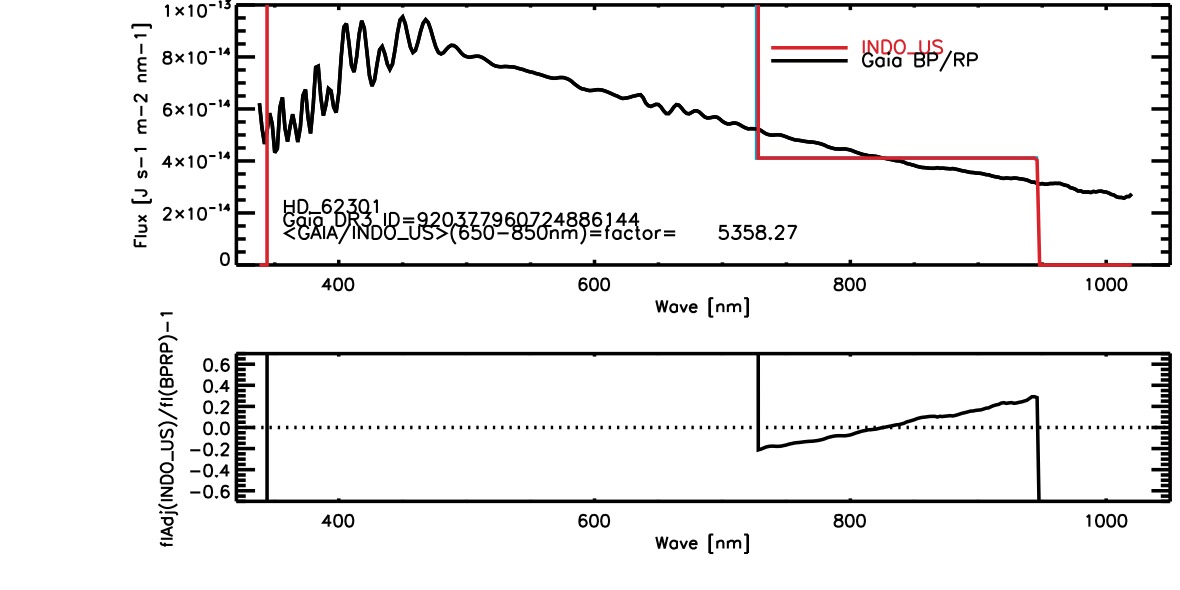 1×10−13
8×10−14
6×10−14
4×10−14
2×10−14
0
Flux [J s−1 m−2 nm−1]
INDO_US
Gaia BP/RP
HD_62301
Gaia DR3 ID=920377960724886144
<GAIA/INDO_US>(650−850nm)=factor= 5358.27
400 600 800 1000
Wave [nm]
flAdj(INDO_US)/fl(BPRP)−1
0.6
0.4
0.2
0.0
−0.2
−0.4
−0.6
400 600 800 1000
Wave [nm]